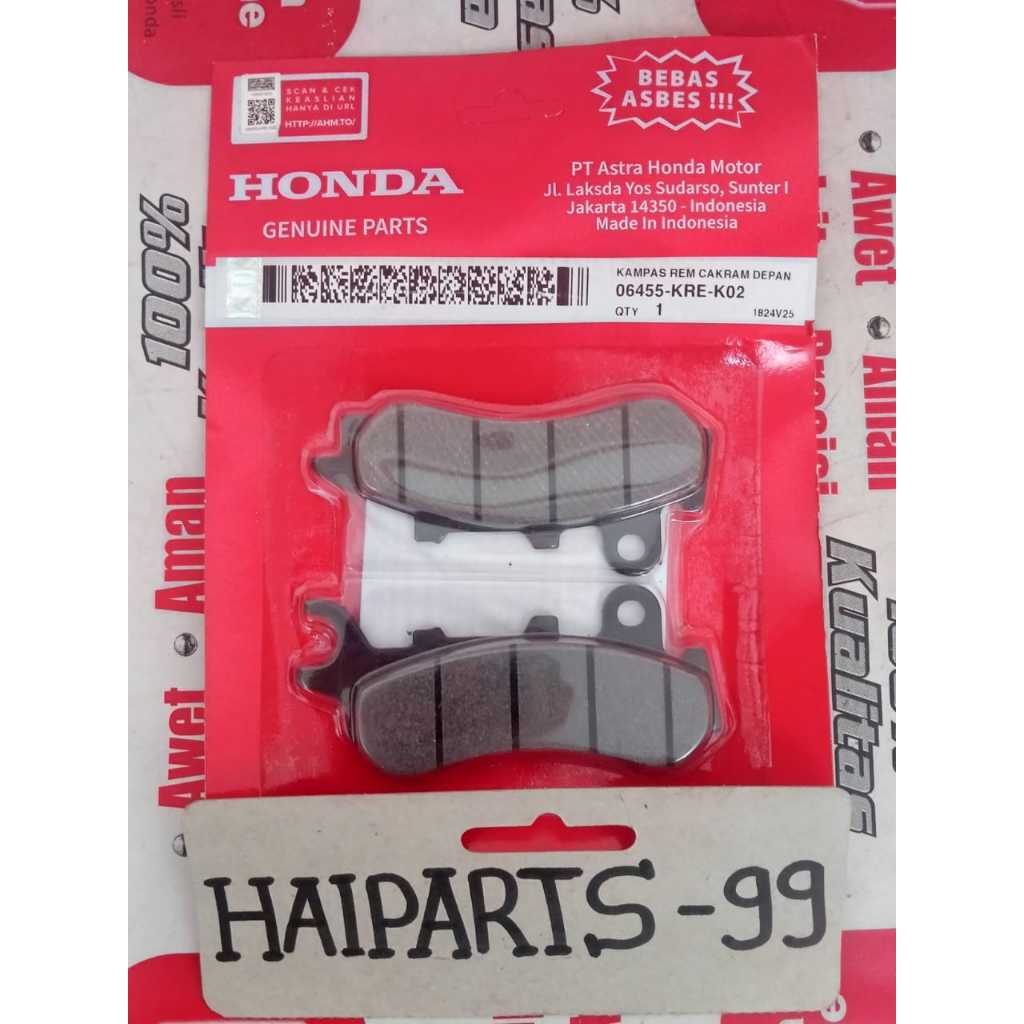 sli
onda
SCAN & CEK
KEASLIAN
HANYA DI URL
HTTP://AHM.TO/
BEBAS
ASBES !!!
HONDA
GENUINE PARTS
PT Astra Honda Motor
Jl. Laksda Yos Sudarso, Sunter I
Jakarta 14350 - Indonesia
Made In Indonesia
KAMPAS REM CAKRAM DEPAN
06455-KRE-K02
QTY 1
1B24V25
100%
Awet • Aman
Awet • Aman
Kualitas
HAIPARTS-99